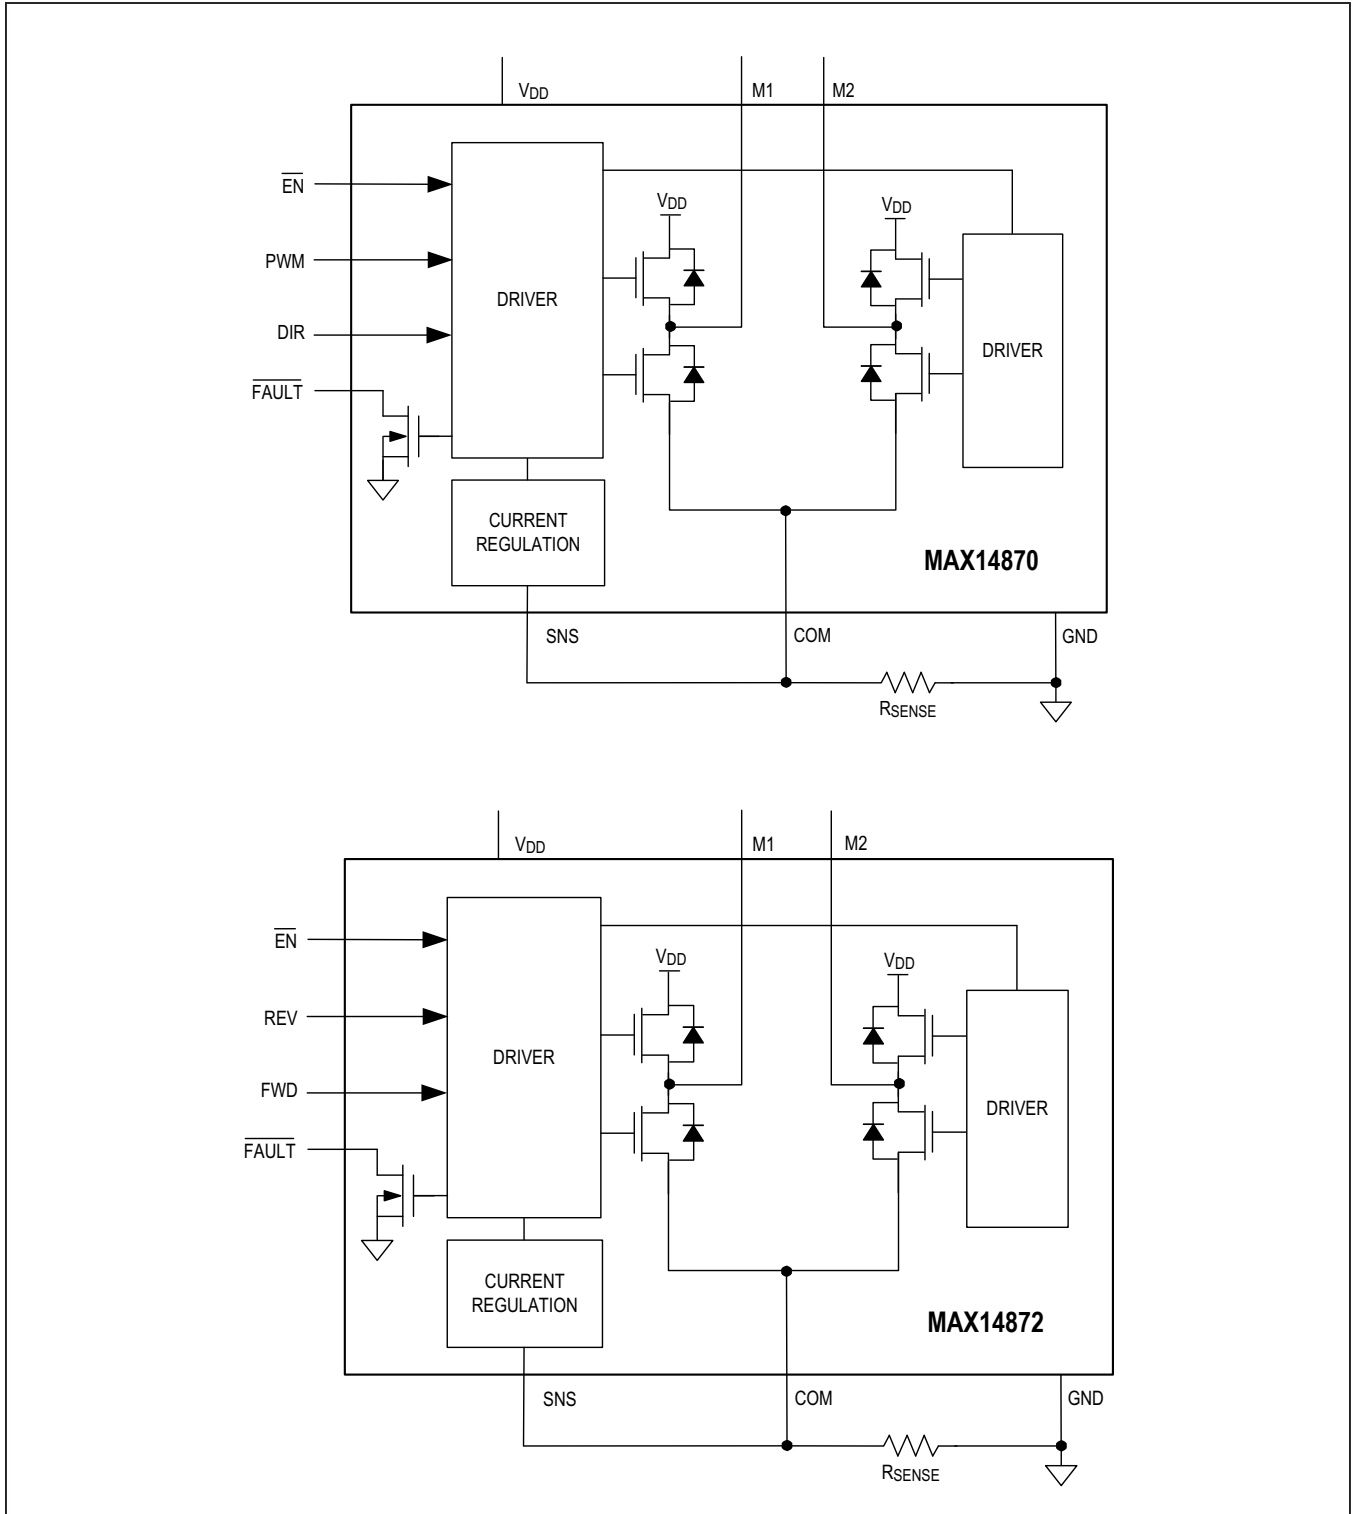 VDD
M1
M2
EN
PWM
DIR
FAULT
DRIVER
VDD
VDD
DRIVER
CURRENT
REGULATION
MAX14870
SNS
COM
GND
RSENSE
VDD
M1
M2
EN
REV
FWD
FAULT
DRIVER
VDD
VDD
DRIVER
CURRENT
REGULATION
MAX14872
SNS
COM
GND
RSENSE